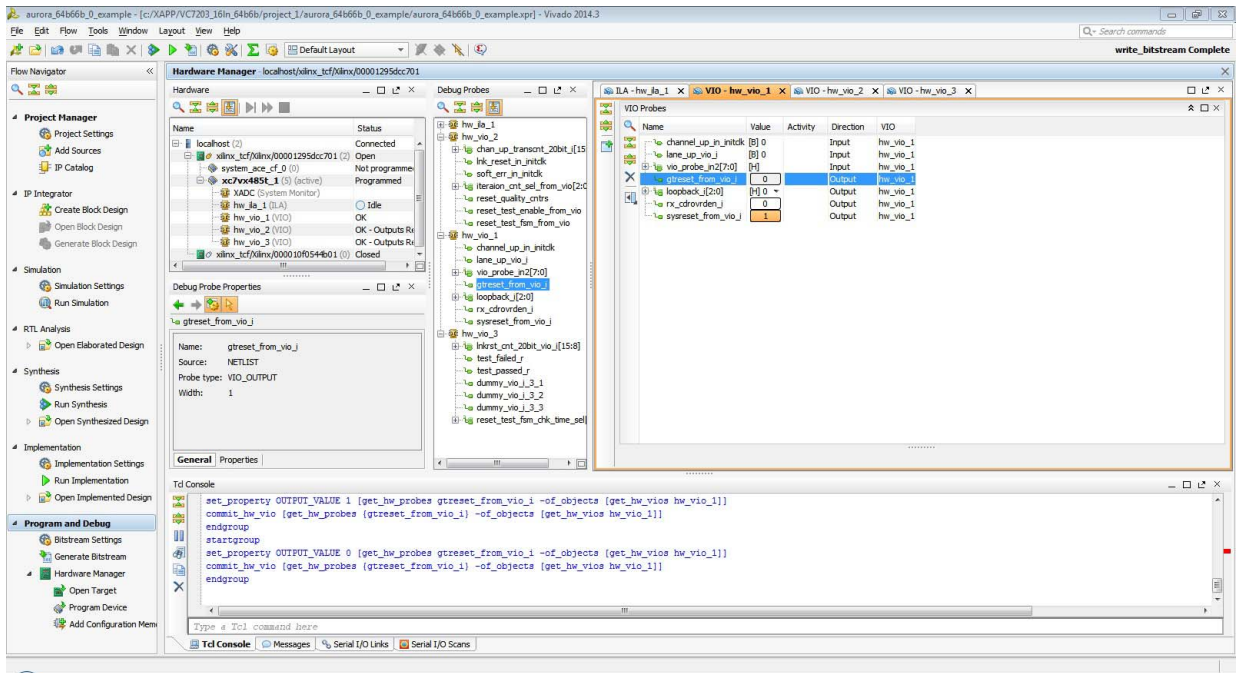 aurora_64b66b_0_example - [c:/XAPP/VC7203_16ln_64b6b/project_1/aurora_64b66b_0_example/aurora_64b66b_0_example.xpr] - Vivado 2014.3
File Edit Flow Tools Window Layout View Help
Search commands
Default Layout
write_bitstream Complete
Flow Navigator
Project Manager
Project Settings
Add Sources
IP Catalog
IP Integrator
Create Block Design
Open Block Design
Generate Block Design
Simulation
Simulation Settings
Run Simulation
RTL Analysis
Open Elaborated Design
Synthesis
Synthesis Settings
Run Synthesis
Open Synthesized Design
Implementation
Implementation Settings
Run Implementation
Open Implemented Design
Program and Debug
Bitstream Settings
Generate Bitstream
Hardware Manager
Open Target
Program Device
Add Configuration Mem
Hardware Manager - localhost/xilinx_tcf/Xilinx/00001295dcc701
Hardware
Name Status
localhost (2) Connected
xilinx_tcf/Xilinx/00001295dcc701 (2) Open
system_ace_cf_0 (0) Not programme
xc7vx485t_1 (5) (active) Programmed
XADC (System Monitor)
hw_ila_1 (ILA) Idle
hw_vio_1 (VIO) OK
hw_vio_2 (VIO) OK - Outputs Re
hw_vio_3 (VIO) OK - Outputs Re
xilinx_tcf/Xilinx/000010f0544b01 (0) Closed
Debug Probe Properties
gtreset_from_vio_i
Name: gtreset_from_vio_i
Source: NETLIST
Probe type: VIO_OUTPUT
Width: 1
General Properties
Debug Probes
hw_ila_1
hw_vio_2
chan_up_transcnt_20bit_i[15
lnk_reset_in_initclk
soft_err_in_initclk
iteraion_cnt_sel_from_vio[2:0
reset_quality_cntrs
reset_test_enable_from_vio
reset_test_fsm_from_vio
hw_vio_1
channel_up_in_initclk
lane_up_vio_i
vio_probe_in2[7:0]
gtreset_from_vio_i
loopback_i[2:0]
rx_cdrovrden_i
sysreset_from_vio_i
hw_vio_3
lnkrst_cnt_20bit_vio_i[15:8]
test_failed_r
test_passed_r
dummy_vio_i_3_1
dummy_vio_i_3_2
dummy_vio_i_3_3
reset_test_fsm_chk_time_sel[
ILA - hw_ila_1 VIO - hw_vio_1 VIO - hw_vio_2 VIO - hw_vio_3
VIO Probes
Name Value Activity Direction VIO
channel_up_in_initclk [B] 0 Input hw_vio_1
lane_up_vio_i [B] 0 Input hw_vio_1
vio_probe_in2[7:0] [H] Input hw_vio_1
gtreset_from_vio_i 0 Output hw_vio_1
loopback_i[2:0] [H] 0 Output hw_vio_1
rx_cdrovrden_i 0 Output hw_vio_1
sysreset_from_vio_i 1 Output hw_vio_1
Tcl Console
set_property OUTPUT_VALUE 1 [get_hw_probes gtreset_from_vio_i -of_objects [get_hw_vios hw_vio_1]]
commit_hw_vio [get_hw_probes {gtreset_from_vio_i} -of_objects [get_hw_vios hw_vio_1]]
endgroup
startgroup
set_property OUTPUT_VALUE 0 [get_hw_probes gtreset_from_vio_i -of_objects [get_hw_vios hw_vio_1]]
commit_hw_vio [get_hw_probes {gtreset_from_vio_i} -of_objects [get_hw_vios hw_vio_1]]
endgroup
Type a Tcl command here
Tcl Console Messages Serial I/O Links Serial I/O Scans